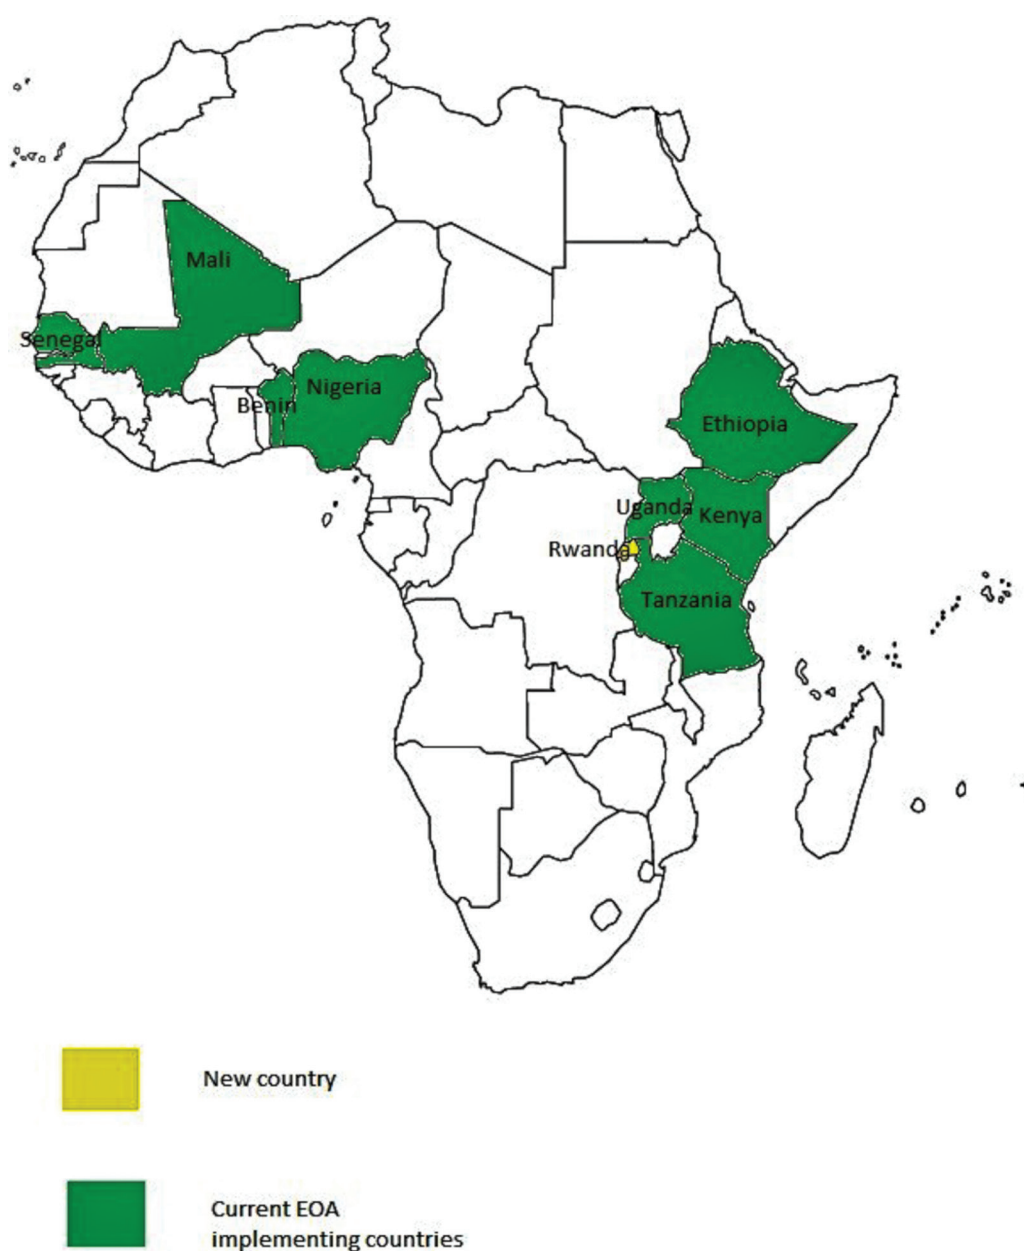 Mali
Senegal
Nigeria
Benin
Ethiopia
Uganda
Kenya
Rwanda
Tanzania
New country
Current EOA
implementing countries